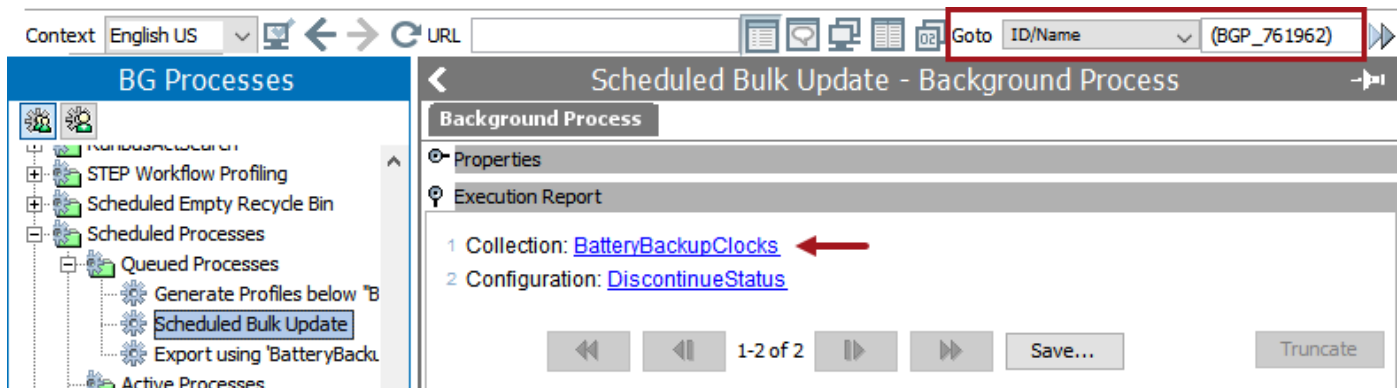 Context English US URL Goto ID/Name (BGP_761962)
BG Processes
Scheduled Bulk Update - Background Process
Background Process
STEP Workflow Profiling
Scheduled Empty Recycle Bin
Scheduled Processes
Queued Processes
Generate Profiles below "B
Scheduled Bulk Update
Export using 'BatteryBacku
Active Processes
Properties
Execution Report
1 Collection: BatteryBackupClocks
2 Configuration: DiscontinueStatus
1-2 of 2 Save... Truncate